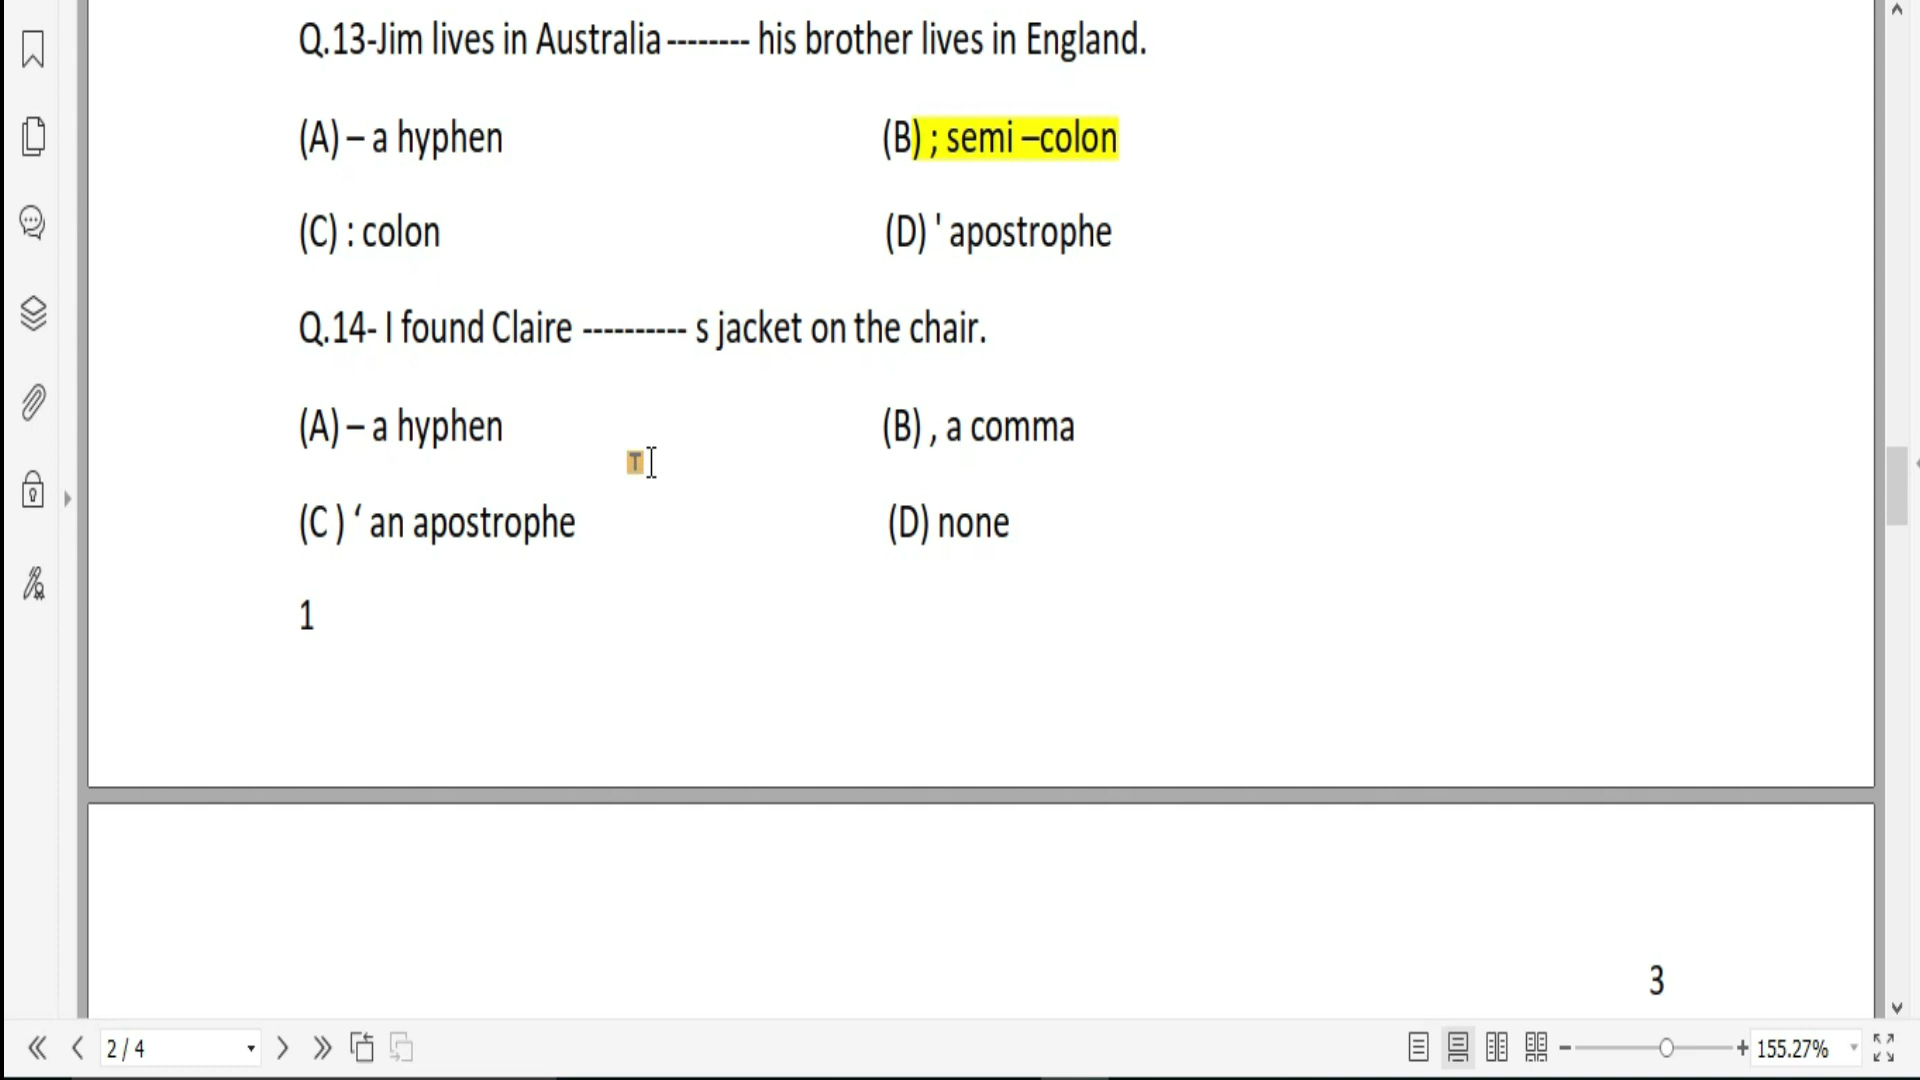 Q.13-Jim lives in Australia -------- his brother lives in England.
(A) – a hyphen (B) ; semi –colon
(C) : colon (D) ' apostrophe
Q.14- I found Claire ---------- s jacket on the chair.
(A) – a hyphen (B) , a comma
T
(C ) ‘ an apostrophe (D) none
1
3
2 / 4 155.27%